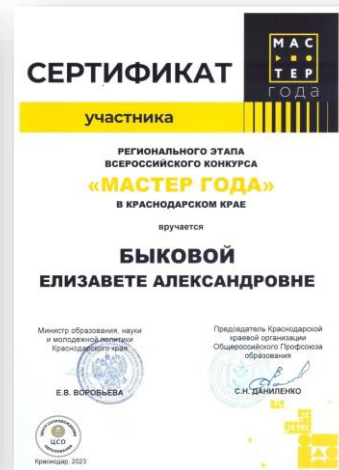 МАС
ТЕР
года
СЕРТИФИКАТ
участника
РЕГИОНАЛЬНОГО ЭТАПА
ВСЕРОССИЙСКОГО КОНКУРСА
«МАСТЕР ГОДА»
В КРАСНОДАРСКОМ КРАЕ
вручается
БЫКОВОЙ
ЕЛИЗАВЕТЕ АЛЕКСАНДРОВНЕ
Министр образования, науки
и молодежной политики
Краснодарского края
Е.В. ВОРОБЬЕВА
Председатель Краснодарской
краевой организации
Общероссийского Профсоюза
образования
С.Н. ДАНИЛЕНКО
ЦСО
Краснодар, 2023